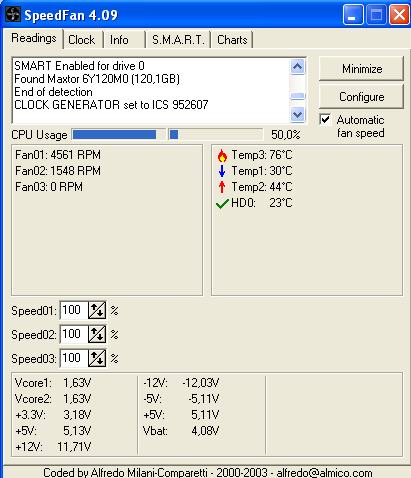 SpeedFan 4.09
Readings Clock Info S.M.A.R.T. Charts
SMART Enabled for drive 0
Found Maxtor 6Y120M0 (120,1GB)
End of detection
CLOCK GENERATOR set to ICS 952607
Minimize
Configure
Automatic
fan speed
CPU Usage 50,0%
Fan01: 4561 RPM
Fan02: 1548 RPM
Fan03: 0 RPM
Temp3: 76°C
Temp1: 30°C
Temp2: 44°C
HD0: 23°C
Speed01: 100 %
Speed02: 100 %
Speed03: 100 %
Vcore1: 1,63V
Vcore2: 1,63V
+3.3V: 3,18V
+5V: 5,13V
+12V: 11,71V
-12V: -12,03V
-5V: -5,11V
+5V: 5,11V
Vbat: 4,08V
Coded by Alfredo Milani-Comparetti - 2000-2003 - alfredo@almico.com